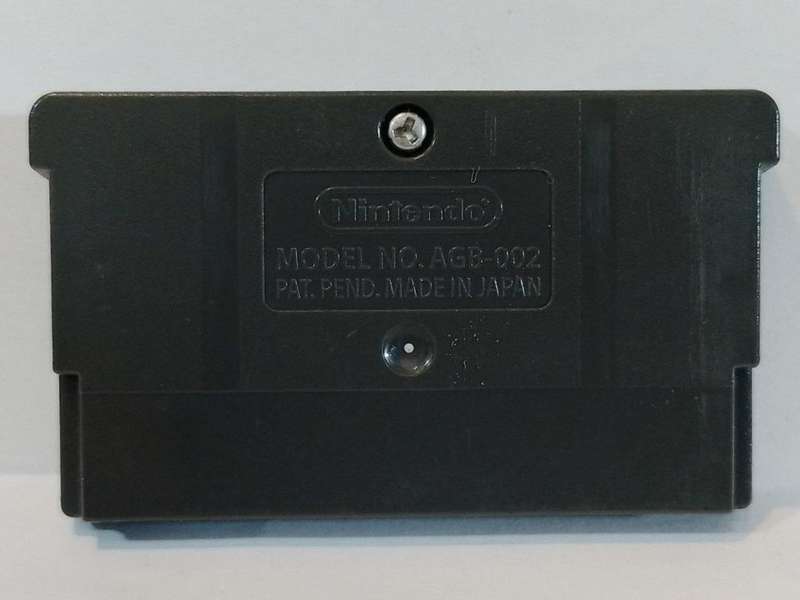 Nintendo®
MODEL NO. AGB-002
PAT. PEND. MADE IN JAPAN